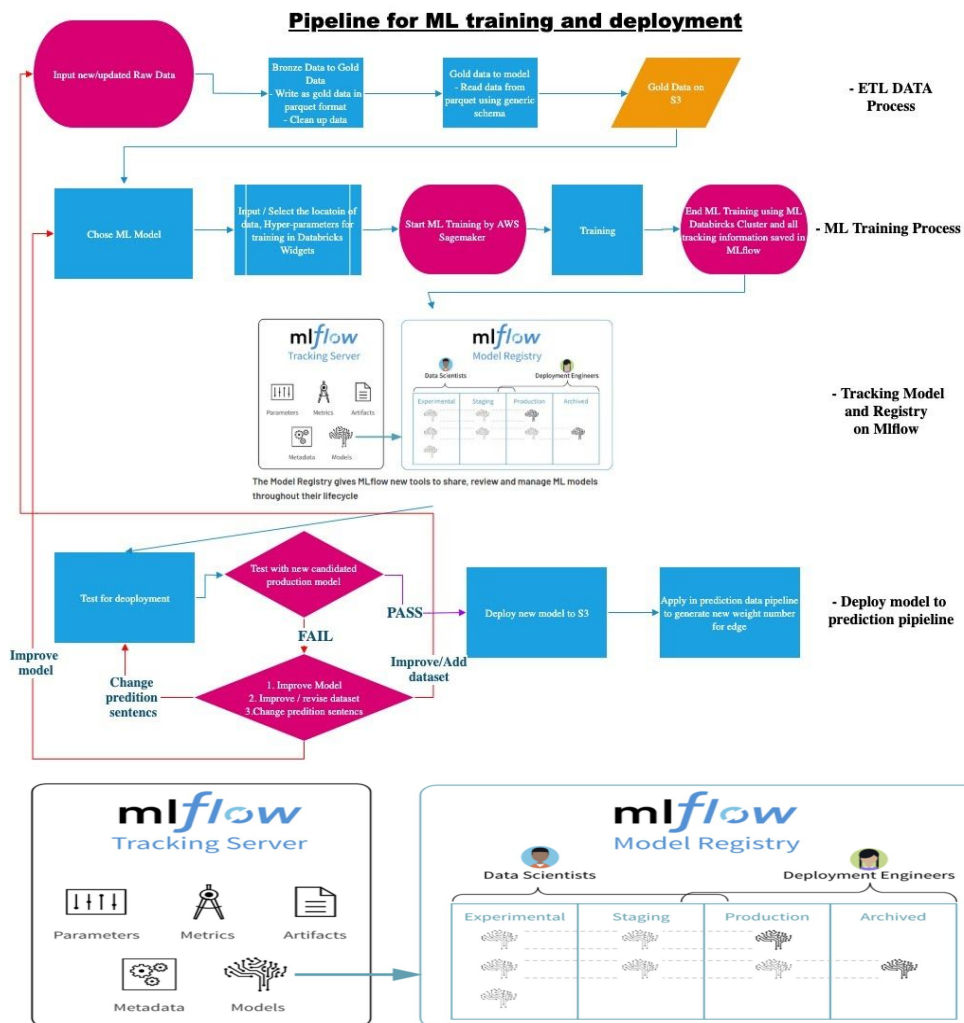 Pipeline for ML training and deployment
Input new/updated Raw Data
Bronze Data to Gold
Data
- Write as gold data in
parquet format
- Clean up data
Gold data to model
- Read data from
parquet using generic
schema
Gold Data on
S3
- ETL DATA
Process
Chose ML Model
Input / Select the locatoin of
data, Hyper-parameters for
training in Databricks
Widgets
Start ML Training by AWS
Sagemaker
Training
End ML Training using ML
Databircks Cluster and all
tracking information saved in
MLflow
- ML Training Process
mlflow
Tracking Server
Parameters
Metrics
Artifacts
Metadata
Models
mlflow
Model Registry
Data Scientists
Deployment Engineers
Experimental
Staging
Production
Archived
The Model Registry gives MLflow new tools to share, review and manage ML models
throughout their lifecycle
- Tracking Model
and Registry
on Mlflow
Test for deoployment
Test with new candidated
production model
PASS
FAIL
Deploy new model to S3
Apply in prediction data pipeline
to generate new weight number
for edge
- Deploy model to
prediction pipieline
Improve
model
Change
predition
sentencs
1. Improve Model
2. Improve / revise dataset
3.Change predition sentencs
Improve/Add
dataset
mlflow
Tracking Server
Parameters
Metrics
Artifacts
Metadata
Models
mlflow
Model Registry
Data Scientists
Deployment Engineers
Experimental
Staging
Production
Archived